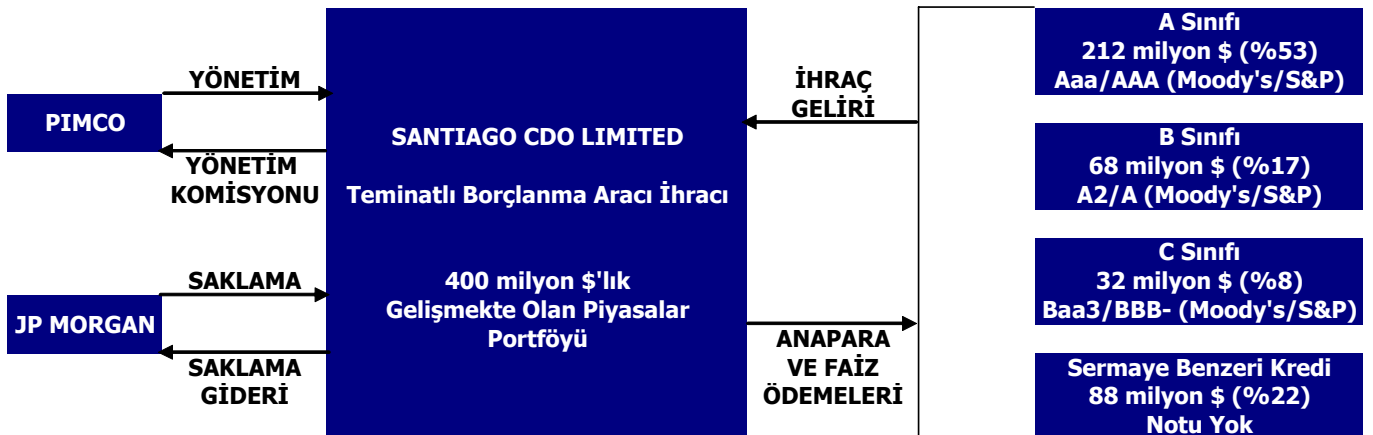 YÖNETİM
PIMCO
YÖNETİM
KOMİSYONU
SAKLAMA
JP MORGAN
SAKLAMA
GİDERİ
SANTIAGO CDO LIMITED
Teminatlı Borçlanma Aracı İhracı
400 milyon $'lık
Gelişmekte Olan Piyasalar
Portföyü
İHRAÇ
GELİRİ
ANAPARA
VE FAİZ
ÖDEMELERİ
A Sınıfı
212 milyon $ (%53)
Aaa/AAA (Moody's/S&P)
B Sınıfı
68 milyon $ (%17)
A2/A (Moody's/S&P)
C Sınıfı
32 milyon $ (%8)
Baa3/BBB- (Moody's/S&P)
Sermaye Benzeri Kredi
88 milyon $ (%22)
Notu Yok